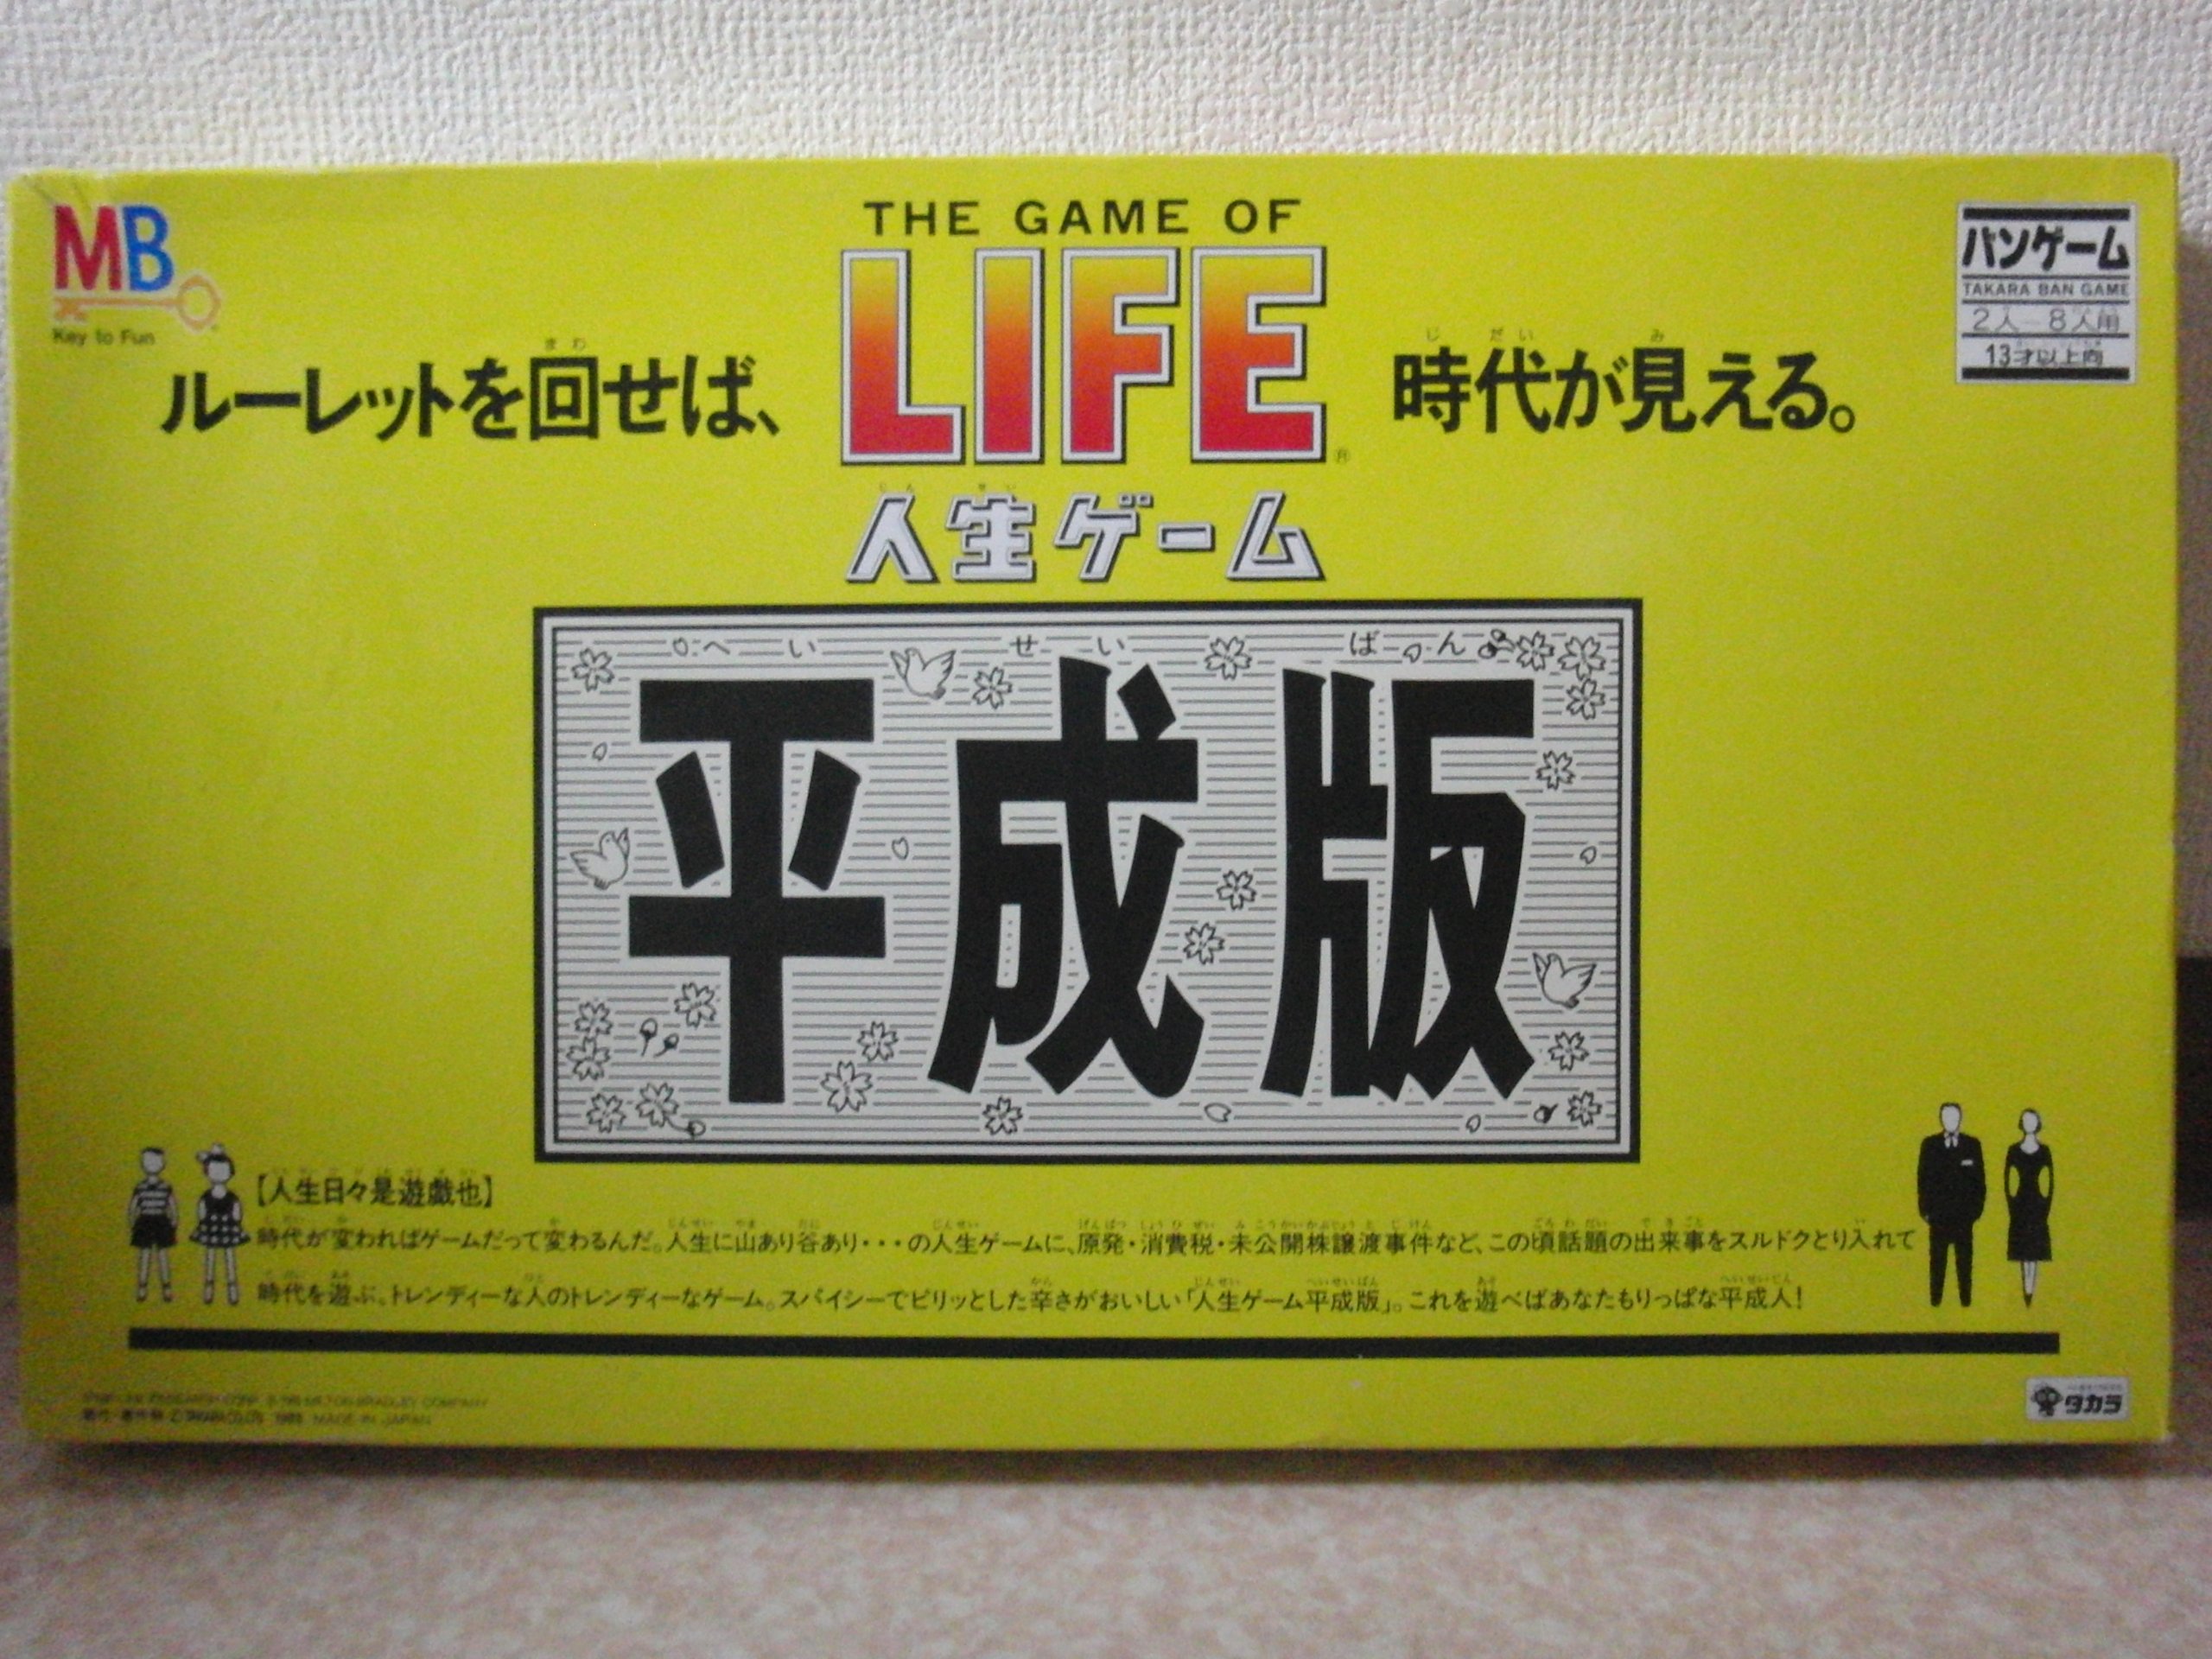 MB
Key to Fun
THE GAME OF
LIFE
バンゲーム
TAKARA BAN GAME
2人―8人用
13才以上向
ルーレットを回せば、
まわ
時代が見える。
じだい み
じんせい
人生ゲーム
へいせいばん
平成版
【人生日々是遊戯也】
時代が変わればゲームだって変わるんだ。人生に山あり谷あり・・・の人生ゲームに、原発・消費税・未公開株譲渡事件など、この頃話題の出来事をスルドクとり入れて
時代を遊ぶ、トレンディーな人のトレンディーなゲーム。スパイシーでピリッとした辛さがおいしい「人生ゲーム平成版」。これを遊べばあなたもりっぱな平成人!
MADE IN JAPAN
タカラ